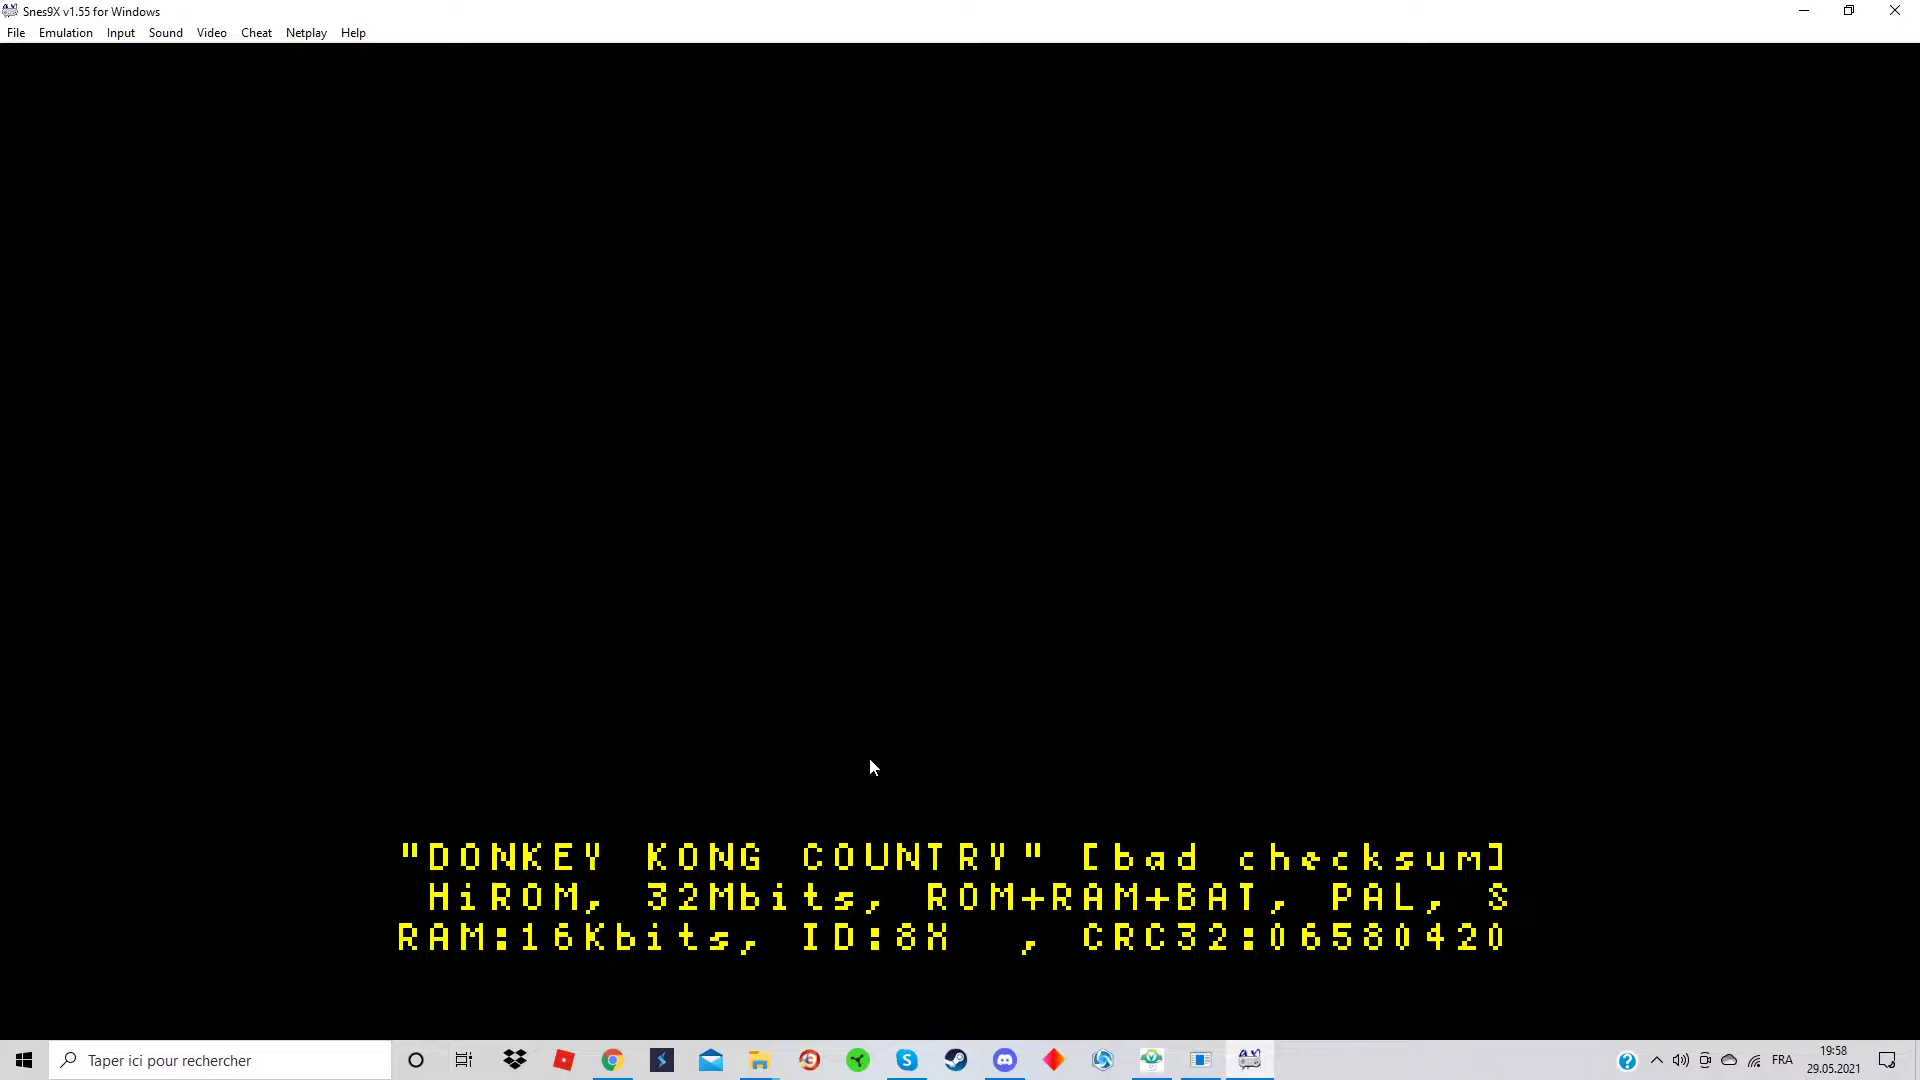 Snes9X v1.55 for Windows
File Emulation Input Sound Video Cheat Netplay Help
"DONKEY KONG COUNTRY" [bad checksum]
HiROM, 32Mbits, ROM+RAM+BAT, PAL, S
RAM:16Kbits, ID:8X  , CRC32:06580420
Taper ici pour rechercher
FRA
19:58
29.05.2021